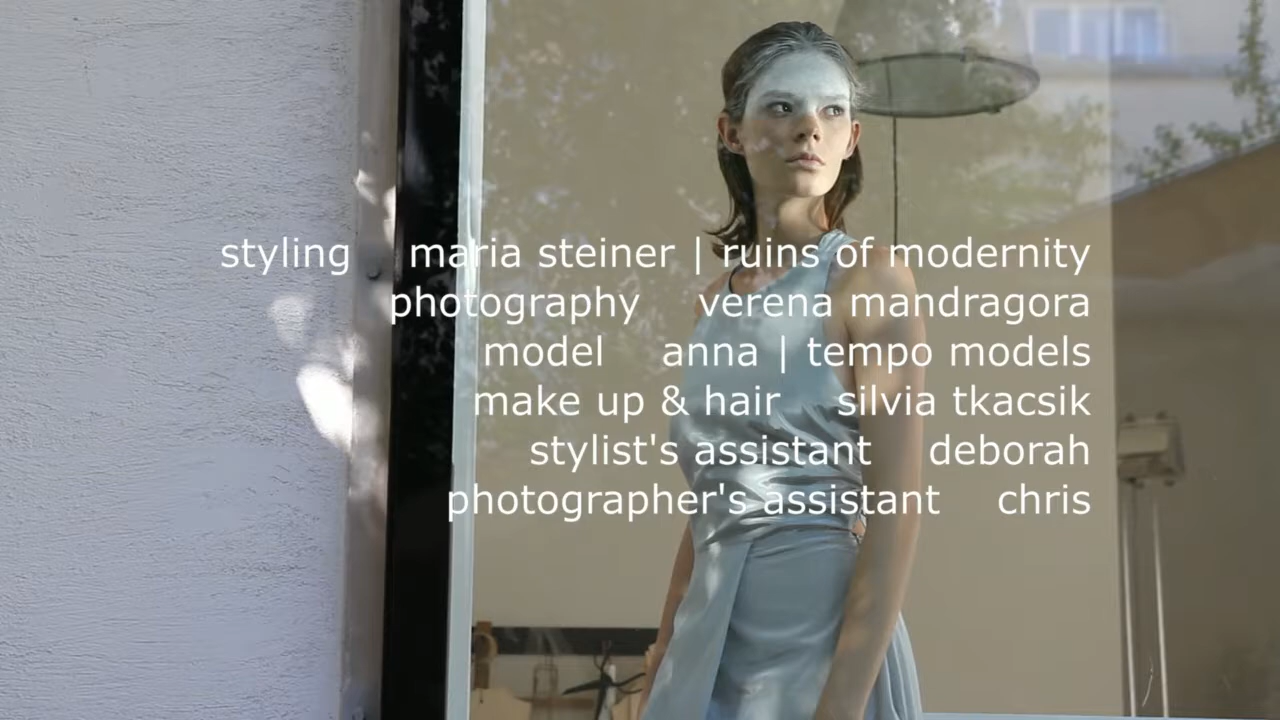 styling maria steiner | ruins of modernity
photography verena mandragora
model anna | tempo models
make up & hair silvia tkacsik
stylist's assistant deborah
photographer's assistant chris